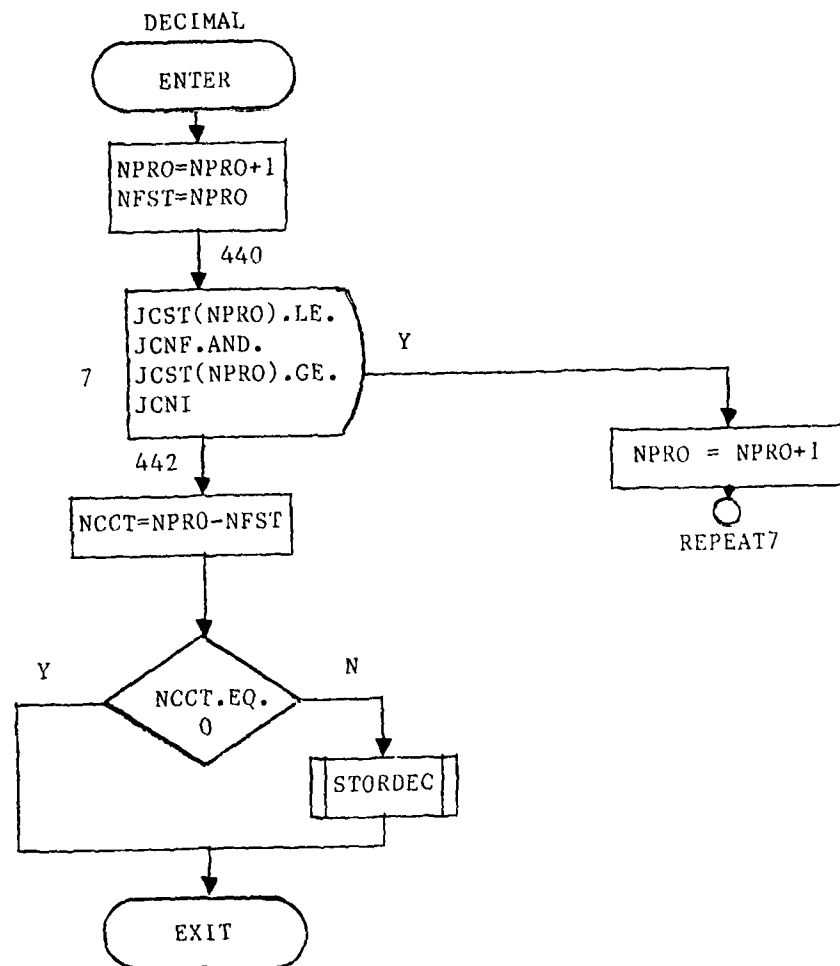 DECIMAL
ENTER
NPRO=NPRO+1
NFST=NPRO
440
JCST(NPRO).LE.
JCNF.AND.
JCST(NPRO).GE.
JCNI
7
Y
NPRO = NPRO+1
REPEAT7
442
NCCT=NPRO-NFST
Y
N
NCCT.EQ.
0
STORDEC
EXIT